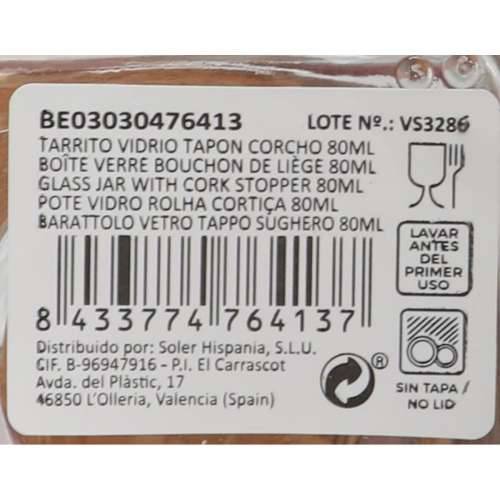 BE03030476413 LOTE Nº.: VS3286
TARRITO VIDRIO TAPON CORCHO 80ML
BOÎTE VERRE BOUCHON DE LIÈGE 80ML
GLASS JAR WITH CORK STOPPER 80ML
POTE VIDRO ROLHA CORTIÇA 80ML
BARATTOLO VETRO TAPPO SUGHERO 80ML
LAVAR
ANTES
DEL
PRIMER
USO
8 433774 764137
Distribuido por: Soler Hispania, S.L.U.
CIF. B-96947916 - P.I. El Carrascot
Avda. del Plàstic, 17
46850 L'Olleria, Valencia (Spain)
®
SIN TAPA /
NO LID